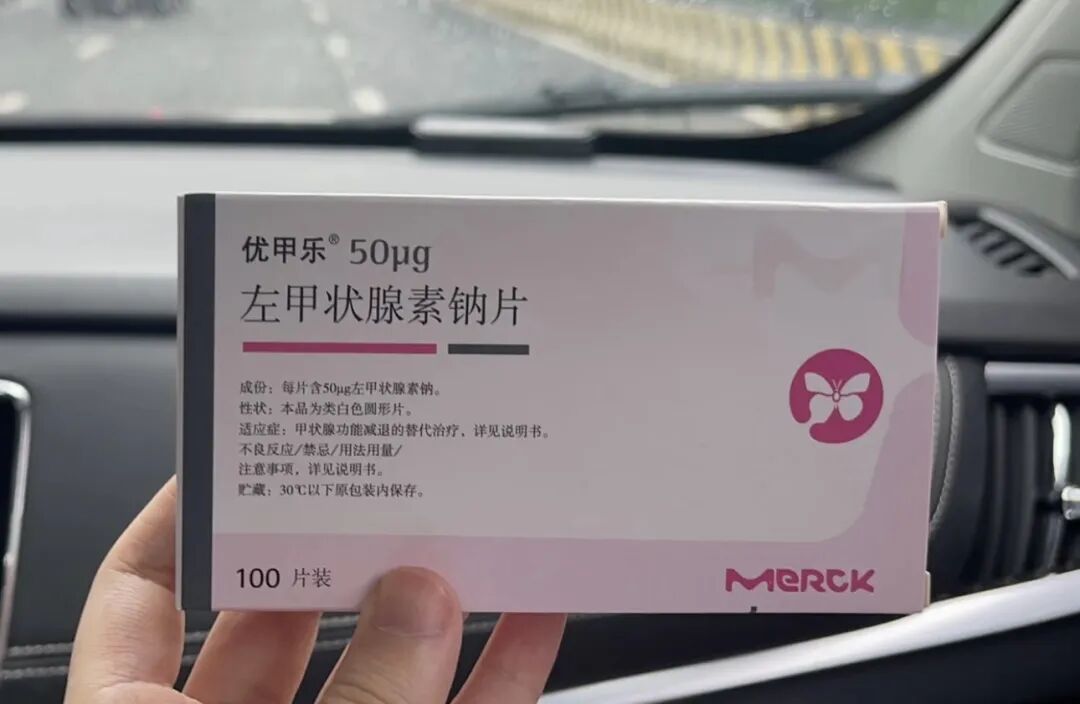 优甲乐® 50μg
左甲状腺素钠片
成份：每片含50μg左甲状腺素钠。
性状：本品为类白色圆形片。
适应症：甲状腺功能减退的替代治疗，详见说明书。
不良反应/禁忌/用法用量/
注意事项，详见说明书。
贮藏：30℃以下原包装内保存。
100 片装
MERCK